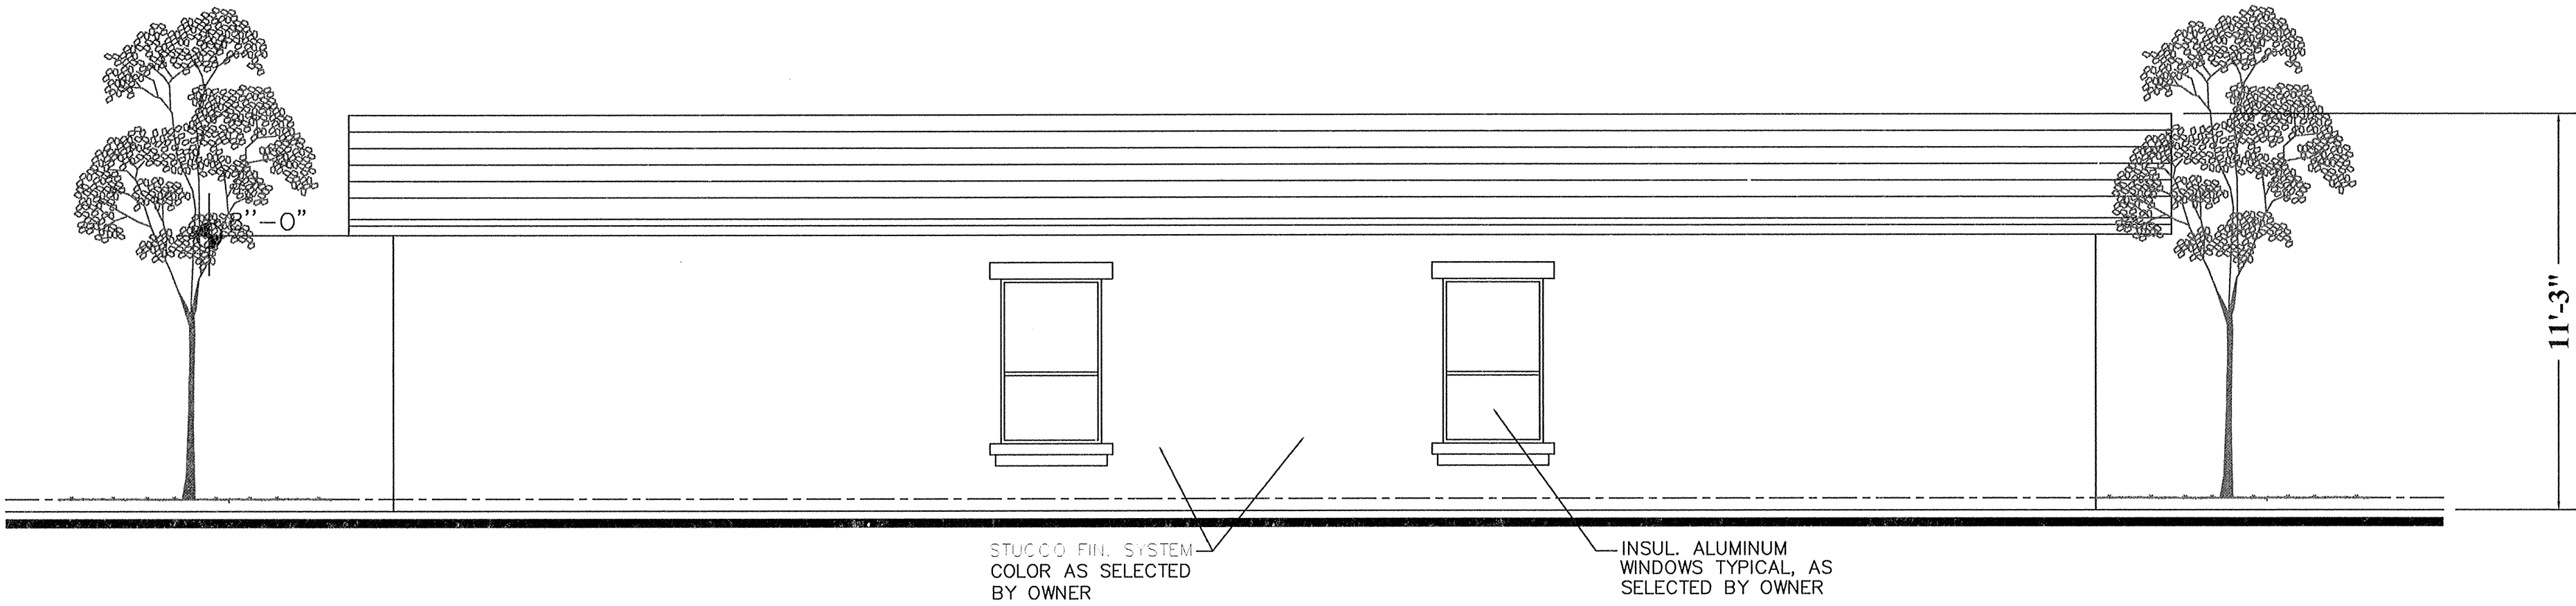 "-0"
11'-3"
STUCCO FIN. SYSTEM
COLOR AS SELECTED
BY OWNER
INSUL. ALUMINUM
WINDOWS TYPICAL, AS
SELECTED BY OWNER